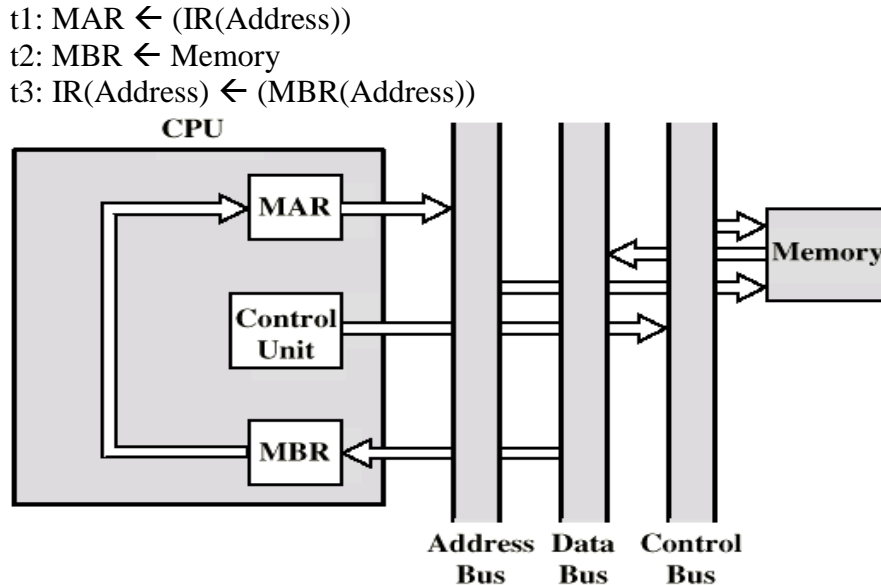 t1: MAR ← (IR(Address))
t2: MBR ← Memory
t3: IR(Address) ← (MBR(Address))
CPU
MAR
Memory
Control
Unit
MBR
Address Data Control
Bus Bus Bus